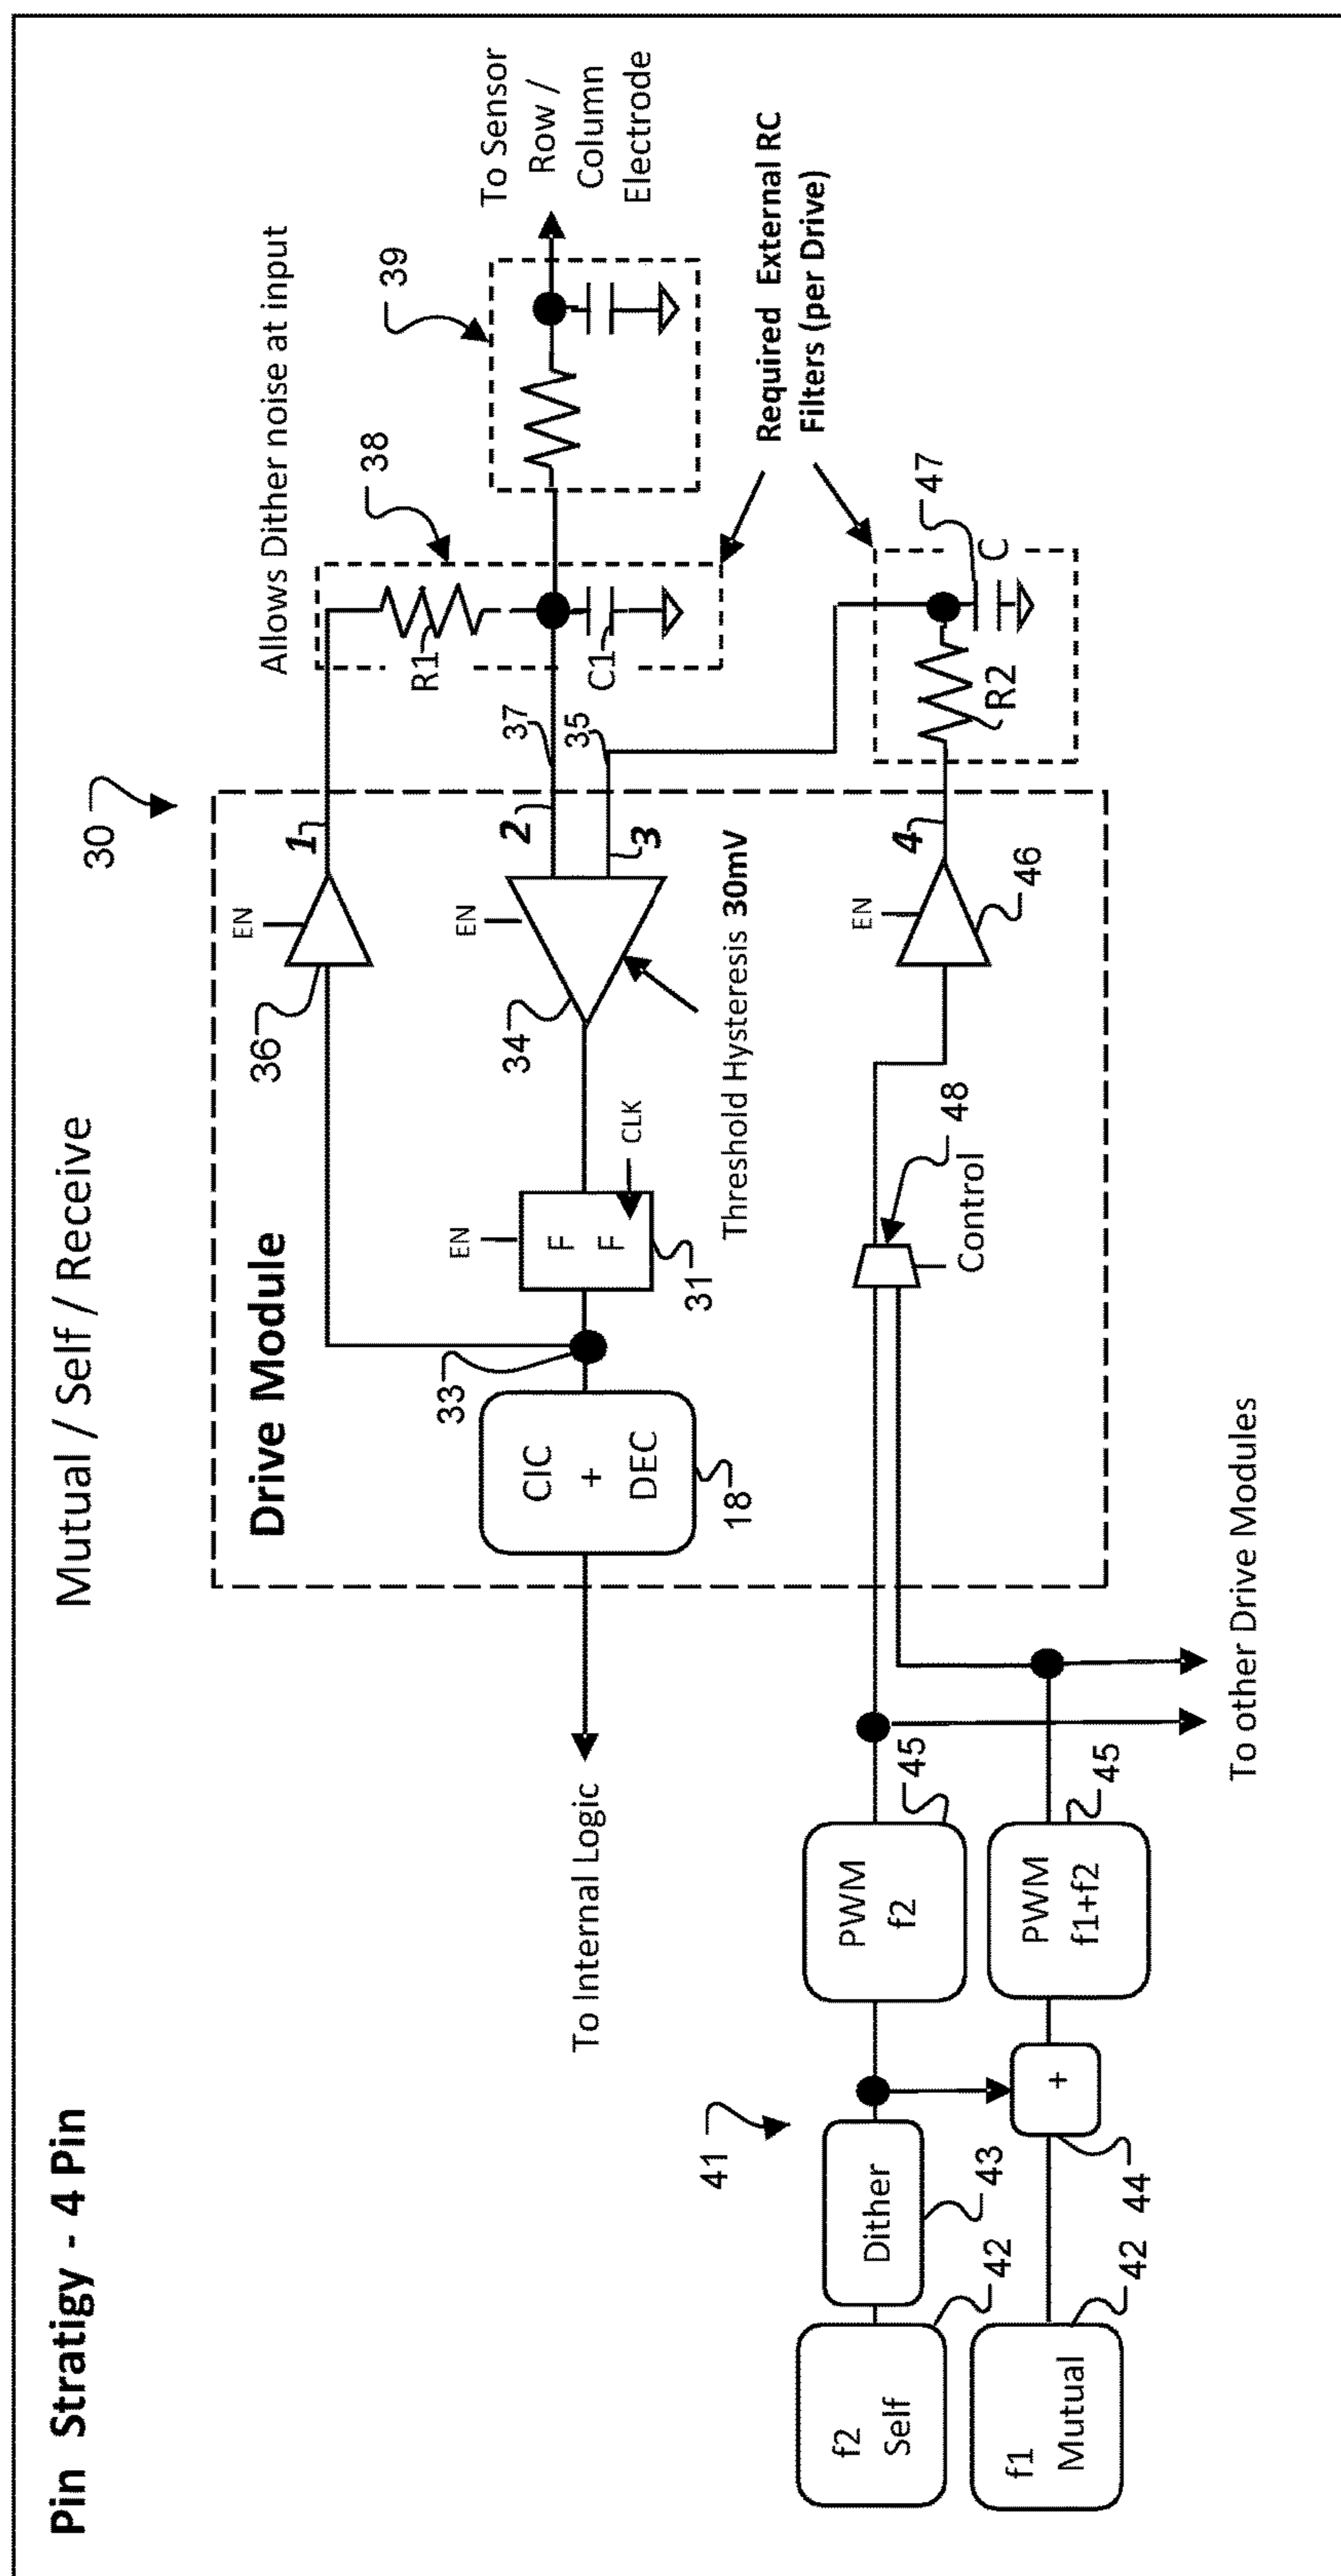 Pin Stratigy - 4 Pin
Mutual / Self / Receive
30
Drive Module
EN
36
1
Allows Dither noise at input
38
R1
39
To Sensor
Row /
Column
Electrode
To Internal Logic
CIC
+
DEC
18
33
EN
F
F
CLK
31
34
EN
2
37
3
35
C1
Threshold Hysteresis 30mV
Required External RC
Filters (per Drive)
41
f2
Self
42
Dither
43
PWM
f2
45
48
Control
EN
46
4
R2
47
C
f1
Mutual
42
+
44
PWM
f1+f2
45
To other Drive Modules